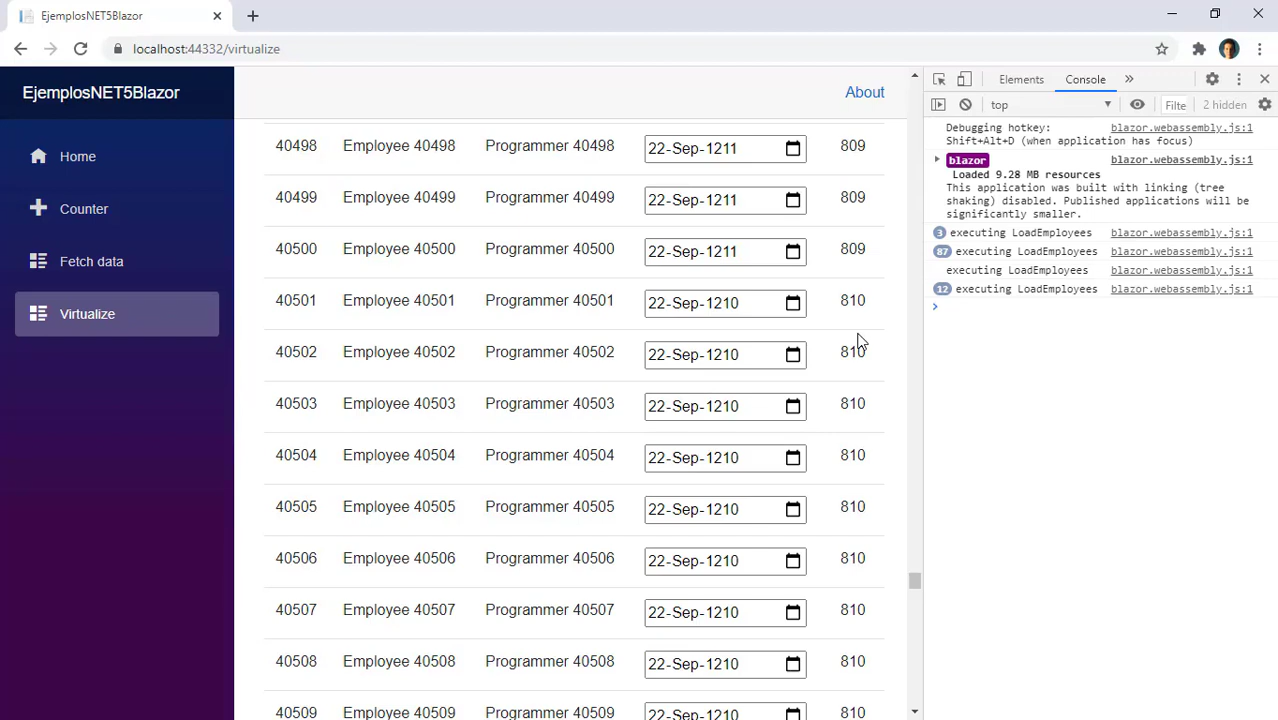 EjemplosNET5Blazor
localhost:44332/virtualize
EjemplosNET5Blazor
Home
Counter
Fetch data
Virtualize
About
40498 Employee 40498 Programmer 40498 22-Sep-1211 809
40499 Employee 40499 Programmer 40499 22-Sep-1211 809
40500 Employee 40500 Programmer 40500 22-Sep-1211 809
40501 Employee 40501 Programmer 40501 22-Sep-1210 810
40502 Employee 40502 Programmer 40502 22-Sep-1210 810
40503 Employee 40503 Programmer 40503 22-Sep-1210 810
40504 Employee 40504 Programmer 40504 22-Sep-1210 810
40505 Employee 40505 Programmer 40505 22-Sep-1210 810
40506 Employee 40506 Programmer 40506 22-Sep-1210 810
40507 Employee 40507 Programmer 40507 22-Sep-1210 810
40508 Employee 40508 Programmer 40508 22-Sep-1210 810
40509 Employee 40509 Programmer 40509 22-Sep-1210 810
Elements Console
top Filte 2 hidden
Debugging hotkey: blazor.webassembly.js:1
Shift+Alt+D (when application has focus)
blazor blazor.webassembly.js:1
Loaded 9.28 MB resources
This application was built with linking (tree
shaking) disabled. Published applications will be
significantly smaller.
3 executing LoadEmployees blazor.webassembly.js:1
87 executing LoadEmployees blazor.webassembly.js:1
executing LoadEmployees blazor.webassembly.js:1
12 executing LoadEmployees blazor.webassembly.js:1